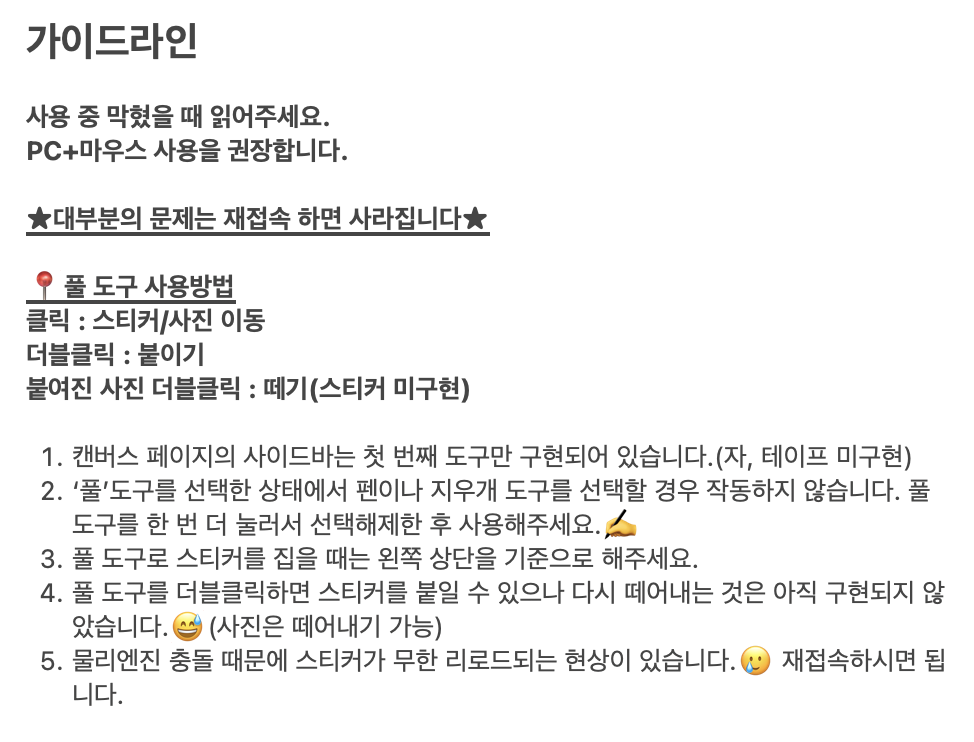 가이드라인
사용 중 막혔을 때 읽어주세요.
PC+마우스 사용을 권장합니다.
★대부분의 문제는 재접속 하면 사라집니다★
📍 풀 도구 사용방법
클릭 : 스티커/사진 이동
더블클릭 : 붙이기
붙여진 사진 더블클릭 : 떼기(스티커 미구현)
1. 캔버스 페이지의 사이드바는 첫 번째 도구만 구현되어 있습니다.(자, 테이프 미구현)
2. ‘풀’도구를 선택한 상태에서 펜이나 지우개 도구를 선택할 경우 작동하지 않습니다. 풀
도구를 한 번 더 눌러서 선택해제한 후 사용해주세요.✍️
3. 풀 도구로 스티커를 집을 때는 왼쪽 상단을 기준으로 해주세요.
4. 풀 도구를 더블클릭하면 스티커를 붙일 수 있으나 다시 떼어내는 것은 아직 구현되지 않
았습니다.😅 (사진은 떼어내기 가능)
5. 물리엔진 충돌 때문에 스티커가 무한 리로드되는 현상이 있습니다.🥲 재접속하시면 됩
니다.